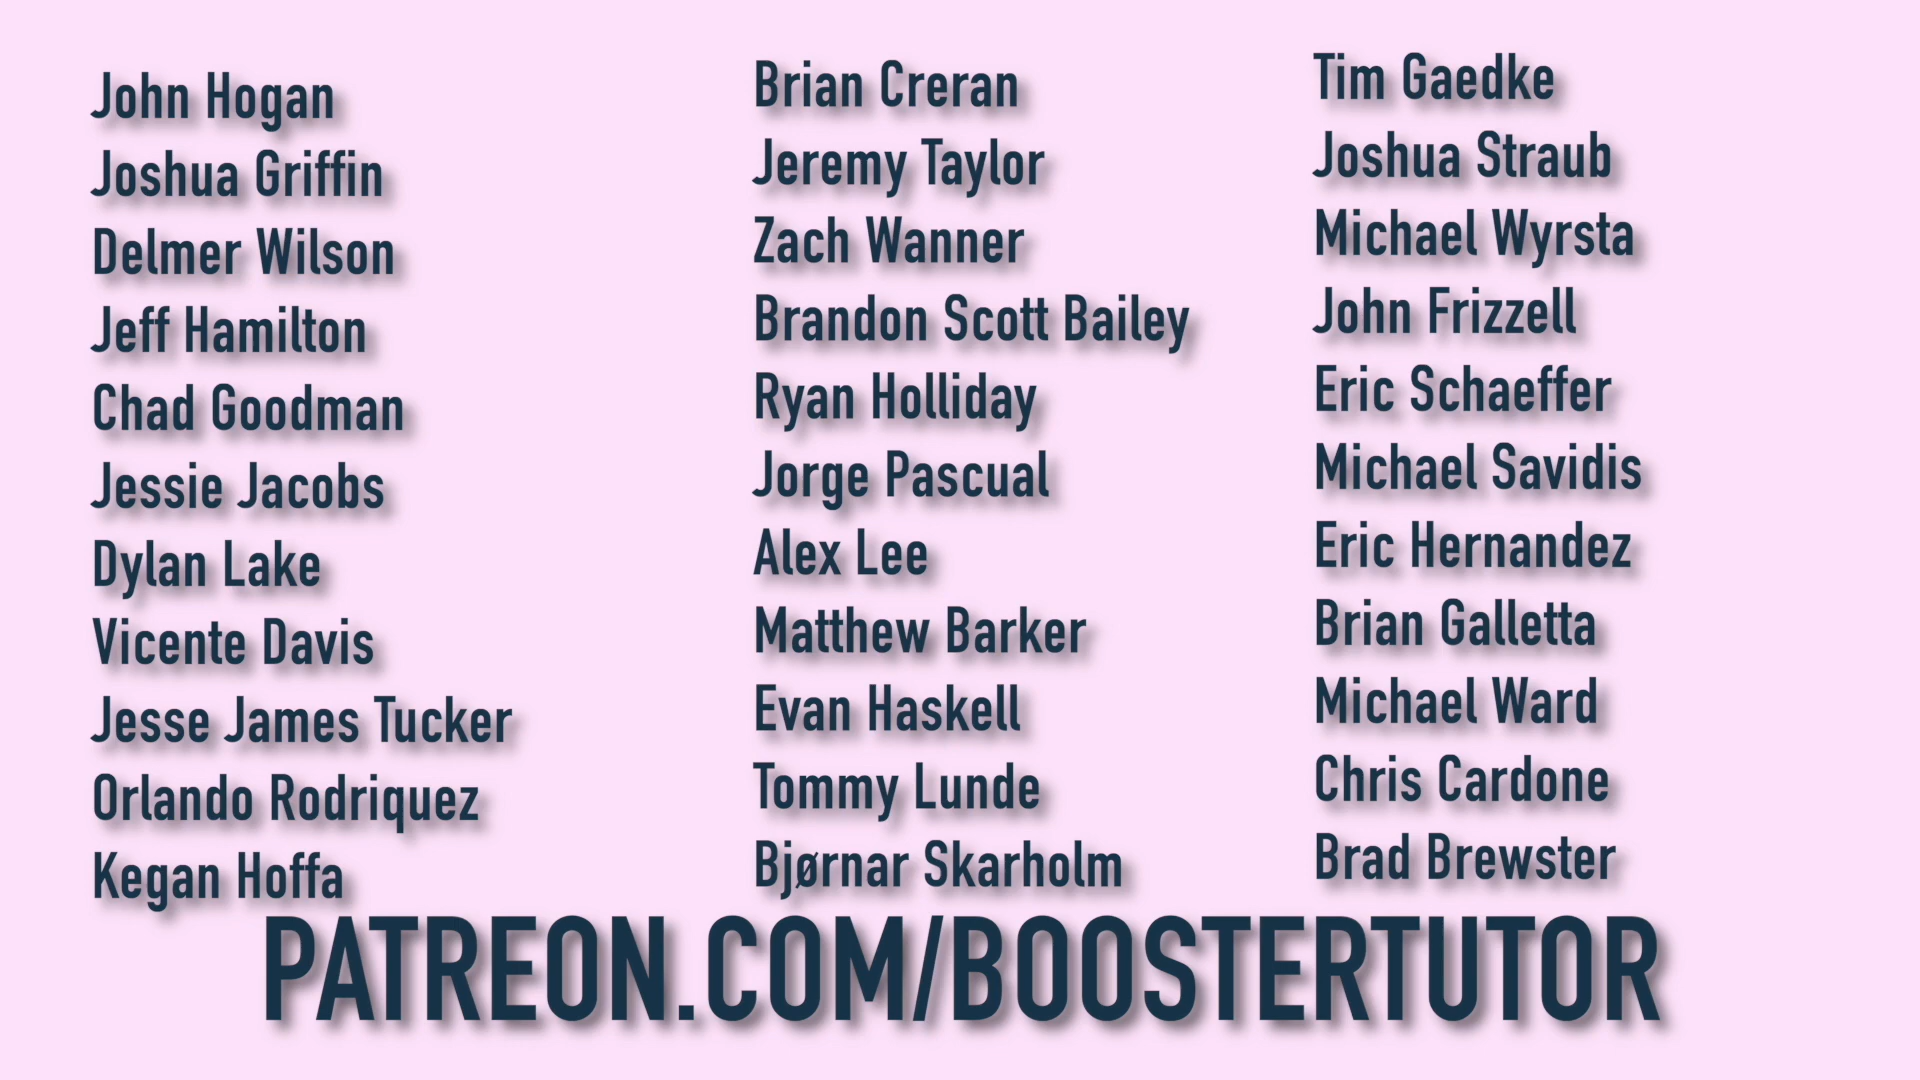 John Hogan
Joshua Griffin
Delmer Wilson
Jeff Hamilton
Chad Goodman
Jessie Jacobs
Dylan Lake
Vicente Davis
Jesse James Tucker
Orlando Rodriquez
Kegan Hoffa
Brian Creran
Jeremy Taylor
Zach Wanner
Brandon Scott Bailey
Ryan Holliday
Jorge Pascual
Alex Lee
Matthew Barker
Evan Haskell
Tommy Lunde
Bjørnar Skarholm
Tim Gaedke
Joshua Straub
Michael Wyrsta
John Frizzell
Eric Schaeffer
Michael Savidis
Eric Hernandez
Brian Galletta
Michael Ward
Chris Cardone
Brad Brewster
PATREON.COM/BOOSTERTUTOR